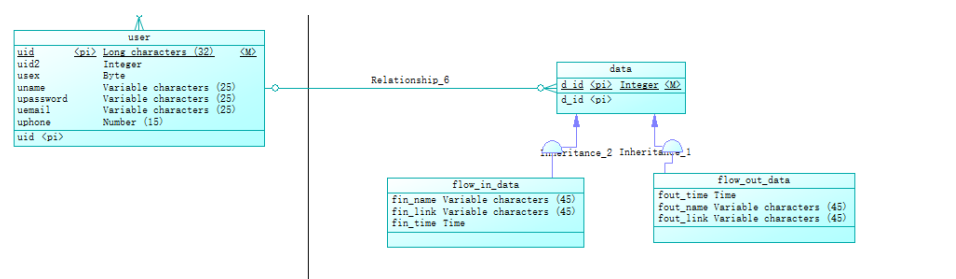 user
uid <pi> Long characters (32) <M>
uid2 Integer
usex Byte
uname Variable characters (25)
upassword Variable characters (25)
uemail Variable characters (25)
uphone Number (15)
uid <pi>
Relationship_6
data
d_id <pi> Integer <M>
d_id <pi>
Inheritance_2
Inheritance_1
flow_in_data
fin_name Variable characters (45)
fin_link Variable characters (45)
fin_time Time
flow_out_data
fout_time Time
fout_name Variable characters (45)
fout_link Variable characters (45)